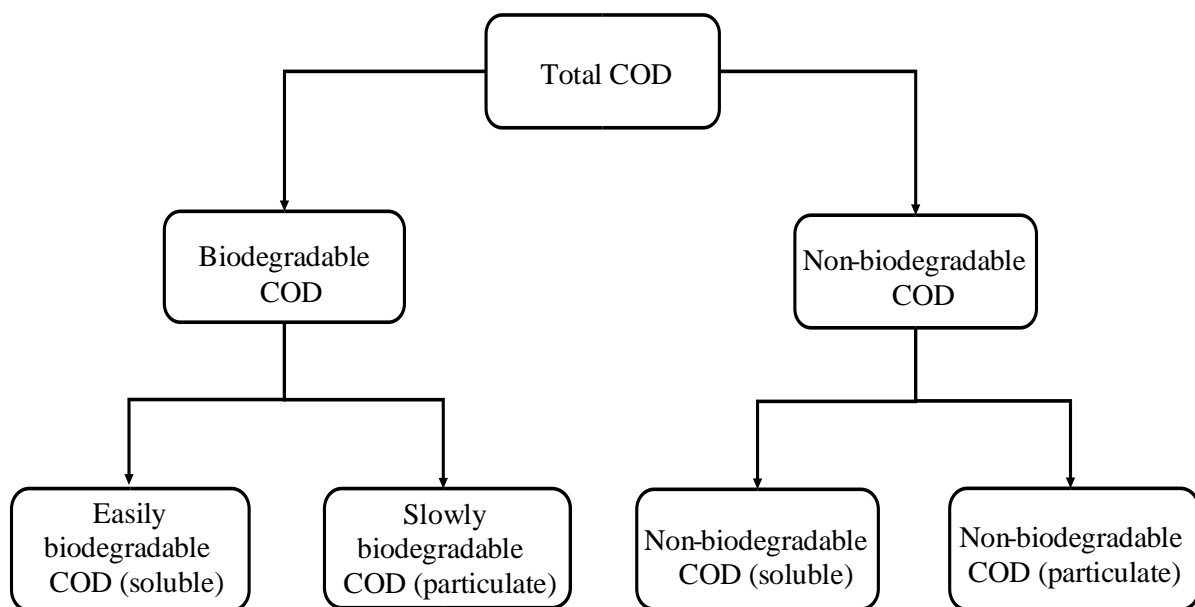 Total COD
Biodegradable
COD
Non-biodegradable
COD
Easily
biodegradable
COD (soluble)
Slowly
biodegradable
COD (particulate)
Non-biodegradable
COD (soluble)
Non-biodegradable
COD (particulate)